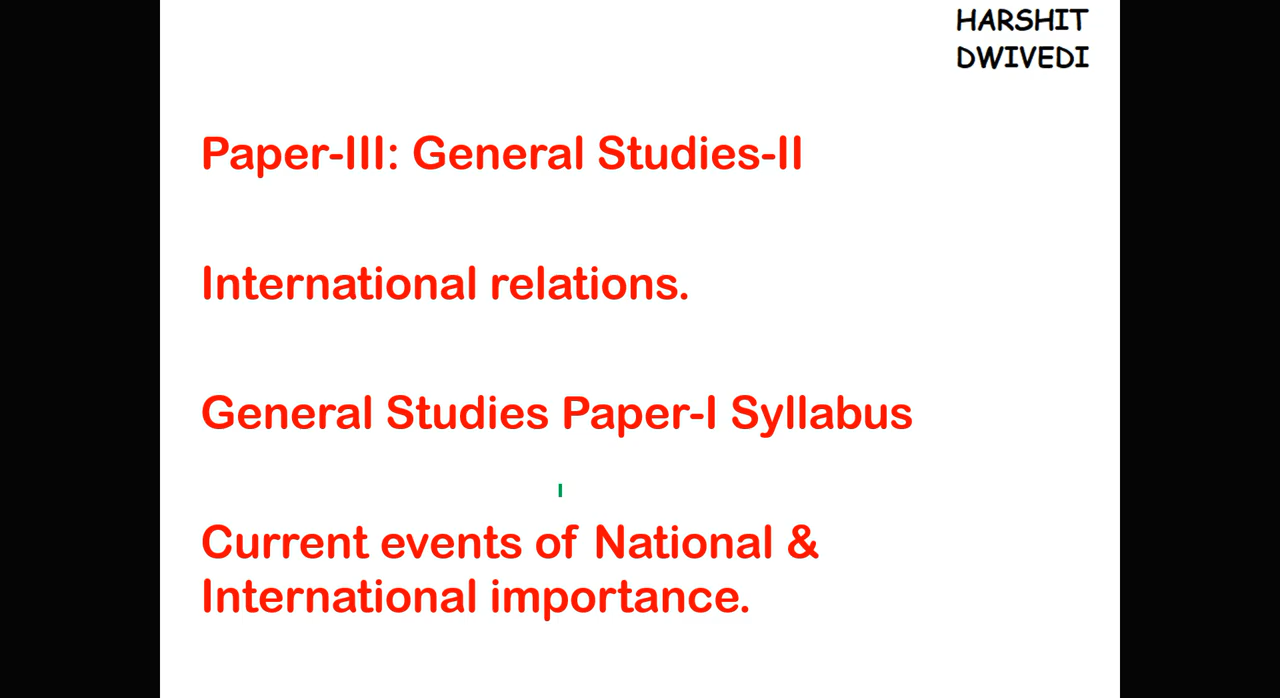 HARSHIT
DWIVEDI
Paper-III: General Studies-II
International relations.
General Studies Paper-I Syllabus
Current events of National &
International importance.